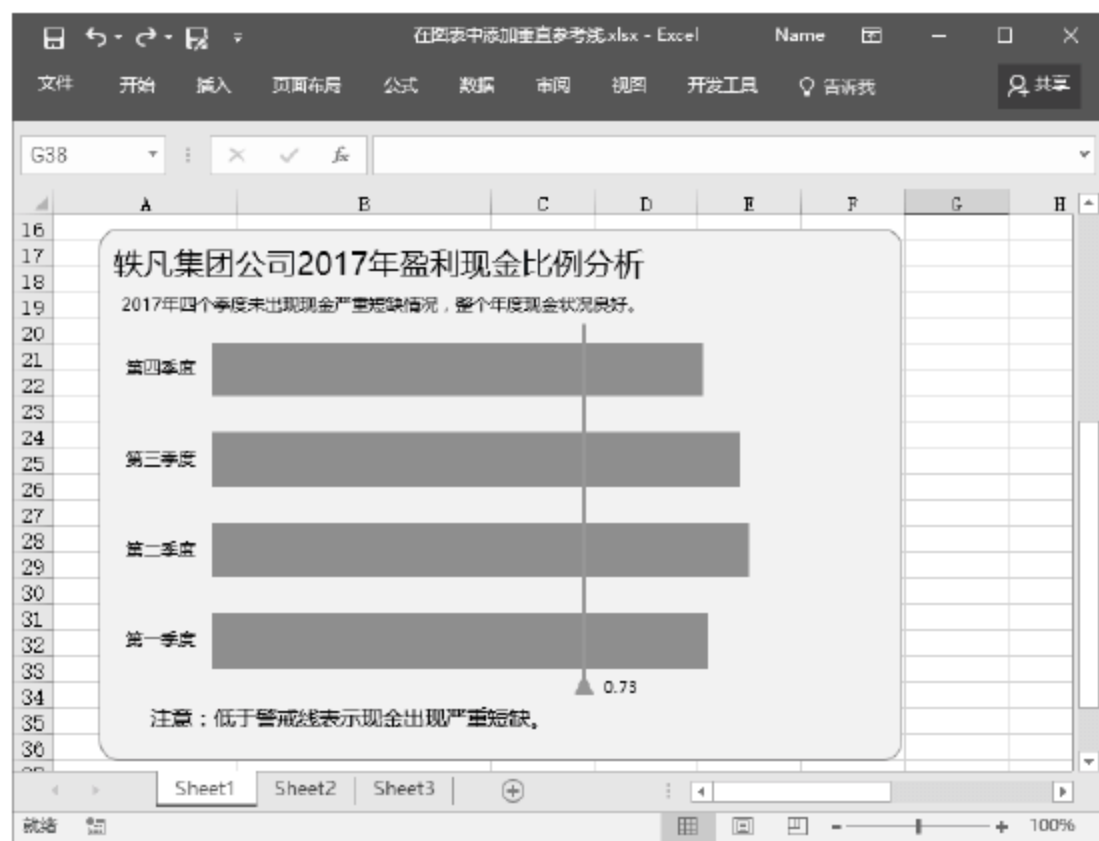 在图表中添加垂直参考线.xlsx - Excel Name
文件 开始 插入 页面布局 公式 数据 审阅 视图 开发工具 告诉我 共享
G38 fx
A B C D E F G H
16
17
18
19
20
21
22
23
24
25
26
27
28
29
30
31
32
33
34
35
36
轶凡集团公司2017年盈利现金比例分析
2017年四个季度未出现现金严重短缺情况，整个年度现金状况良好。
第四季度
第三季度
第二季度
第一季度
0.73
注意：低于警戒线表示现金出现严重短缺。
Sheet1 Sheet2 Sheet3
就绪 100%